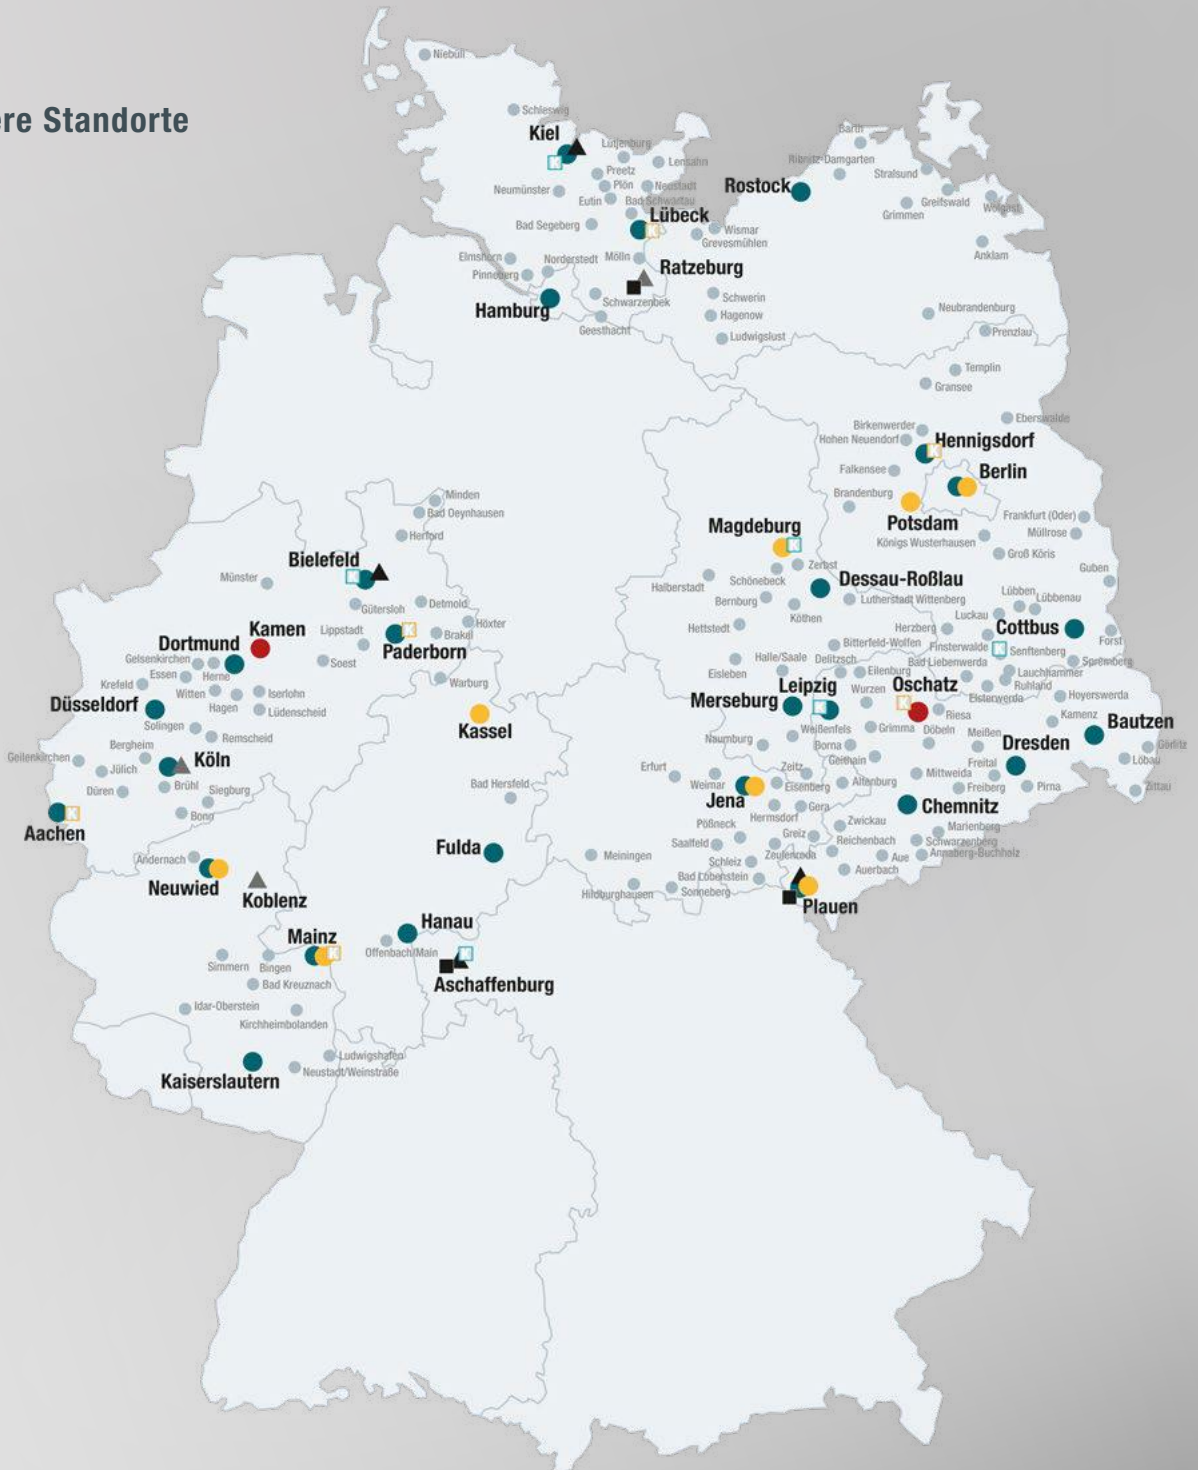 ere Standorte
Niebüll
Schleswig
Kiel
Lütjenburg
Lensahn
Preetz
Plön
Neustadt
Neumünster
Eutin
Bad Schwartau
Lübeck
Bad Segeberg
Barth
Ribnitz-Damgarten
Stralsund
Rostock
Greifswald
Grimmen
Wolgast
Wismar
Grevesmühlen
Anklam
Elmshorn
Norderstedt
Mölln
Ratzeburg
Pinneberg
Schwarzenbek
Schwerin
Hamburg
Hagenow
Neubrandenburg
Geesthacht
Ludwigslust
Prenzlau
Templin
Gransee
Eberswalde
Birkenwerder
Hohen Neuendorf
Hennigsdorf
Falkensee
Berlin
Brandenburg
Potsdam
Frankfurt (Oder)
Müllrose
Königs Wusterhausen
Groß Köris
Minden
Bad Oeynhausen
Herford
Magdeburg
Zerbst
Guben
Bielefeld
Münster
Schönebeck
Dessau-Roßlau
Halberstadt
Lübben
Lübbenau
Gütersloh
Detmold
Bernburg
Lutherstadt Wittenberg
Köthen
Luckau
Höxter
Lippstadt
Brakel
Hettstedt
Herzberg
Cottbus
Forst
Kamen
Dortmund
Paderborn
Bitterfeld-Wolfen
Finsterwalde
Senftenberg
Gelsenkirchen
Soest
Halle/Saale
Delitzsch
Bad Liebenwerda
Spremberg
Essen
Herne
Eisleben
Eilenburg
Lauchhammer
Krefeld
Warburg
Leipzig
Wurzen
Oschatz
Ruhland
Witten
Iserlohn
Elsterwerda
Hoyerswerda
Düsseldorf
Hagen
Lüdenscheid
Merseburg
Riesa
Kamenz
Bautzen
Solingen
Kassel
Weißenfels
Grimma
Döbeln
Meißen
Remscheid
Naumburg
Borna
Dresden
Görlitz
Bergheim
Geilenkirchen
Köln
Geithain
Löbau
Jülich
Erfurt
Zeitz
Freital
Mittweida
Düren
Brühl
Siegburg
Bad Hersfeld
Weimar
Jena
Eisenberg
Altenburg
Freiberg
Pirna
Zittau
Bonn
Aachen
Hermsdorf
Gera
Chemnitz
Pößneck
Zwickau
Marienberg
Fulda
Saalfeld
Greiz
Reichenbach
Schwarzenberg
Andernach
Meiningen
Schleiz
Zeulenroda
Aue
Annaberg-Buchholz
Neuwied
Bad Lobenstein
Auerbach
Koblenz
Hildburghausen
Sonneberg
Plauen
Hanau
Mainz
Offenbach/Main
Simmern
Bingen
Bad Kreuznach
Aschaffenburg
Idar-Oberstein
Kirchheimbolanden
Ludwigshafen
Kaiserslautern
Neustadt/Weinstraße